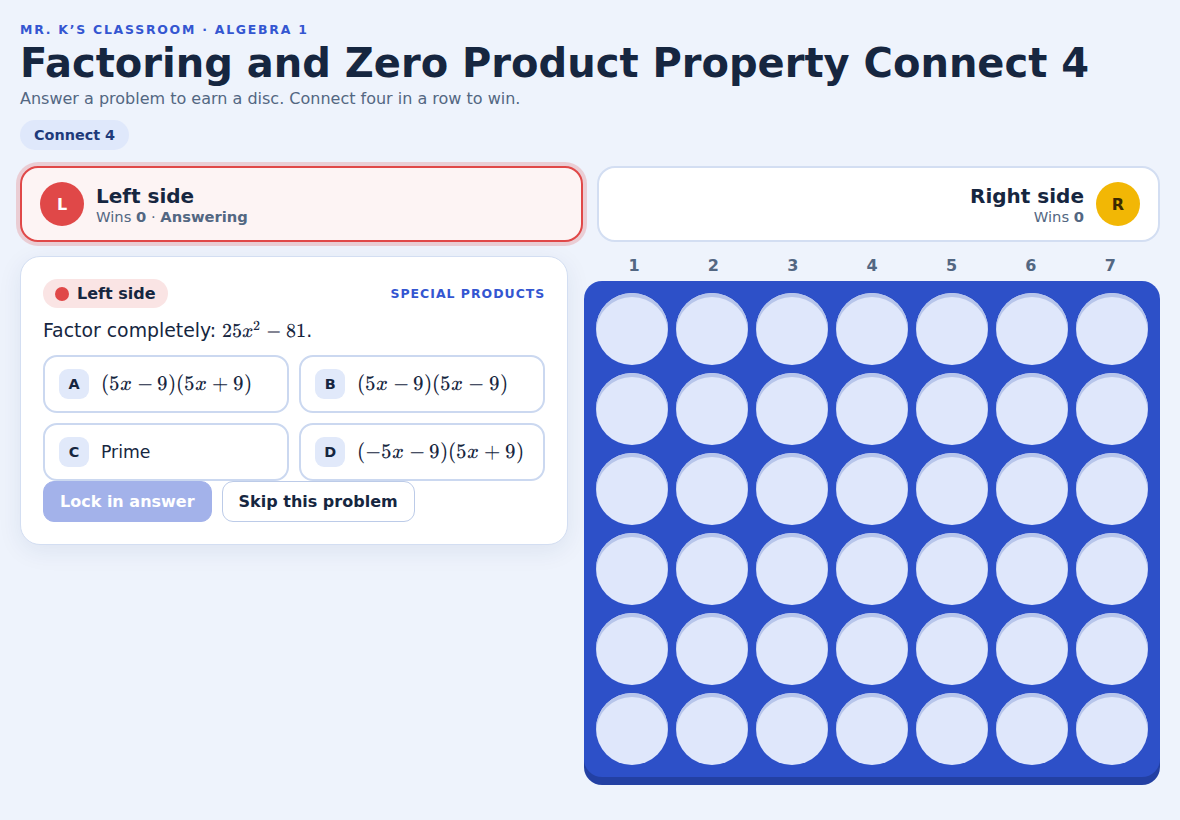 MR. K’S CLASSROOM · ALGEBRA 1
Factoring and Zero Product Property Connect 4
Answer a problem to earn a disc. Connect four in a row to win.
Connect 4
L
Left side
Wins 0 · Answering
Right side
Wins 0
R
Left side
SPECIAL PRODUCTS
Factor completely: 25x² − 81.
A (5x − 9)(5x + 9)
B (5x − 9)(5x − 9)
C Prime
D (−5x − 9)(5x + 9)
Lock in answer
Skip this problem
1 2 3 4 5 6 7